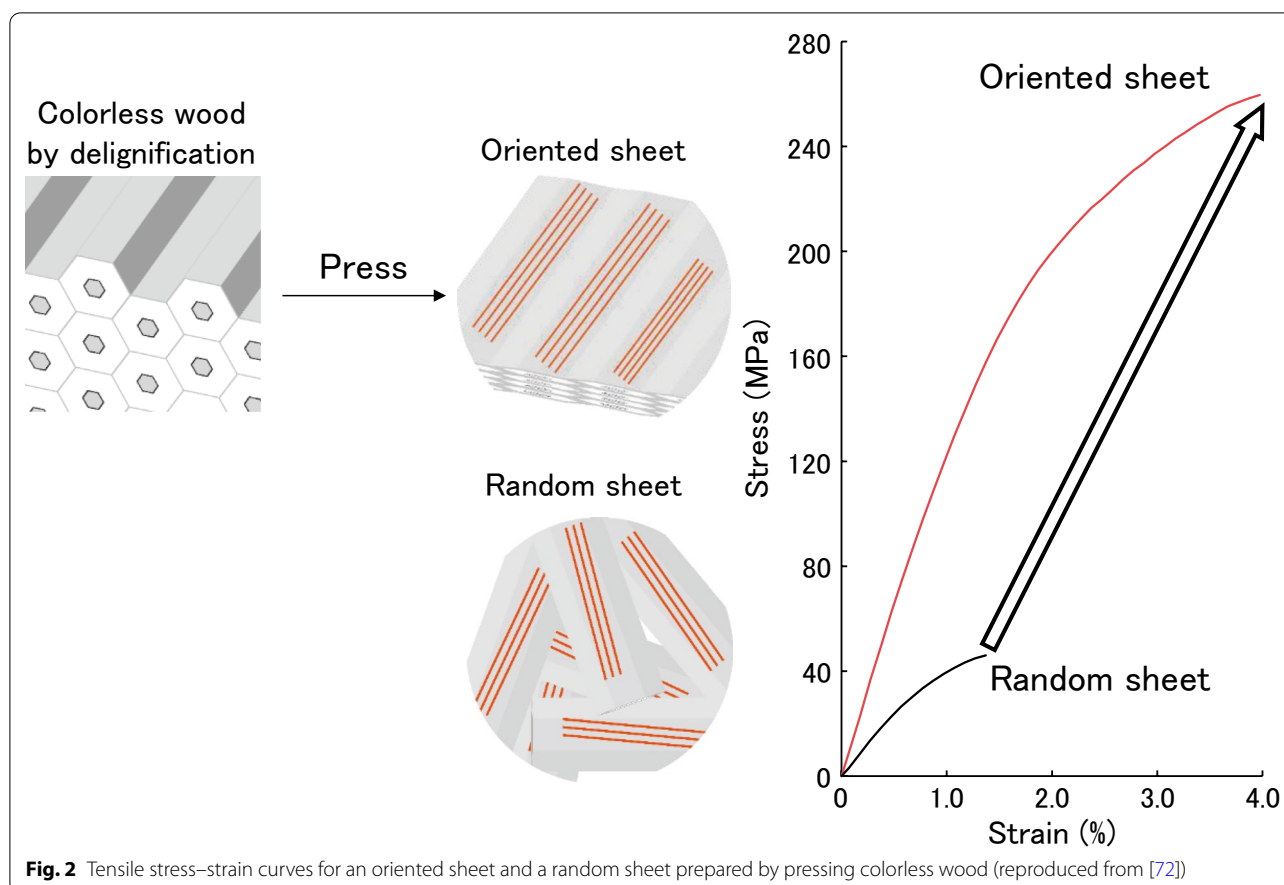 Colorless wood
by delignification
Press
Oriented sheet
Random sheet
280
240
200
160
120
80
40
0
Stress (MPa)
Oriented sheet
Random sheet
0
1.0
2.0
3.0
4.0
Strain (%)
Fig. 2 Tensile stress–strain curves for an oriented sheet and a random sheet prepared by pressing colorless wood (reproduced from [72])